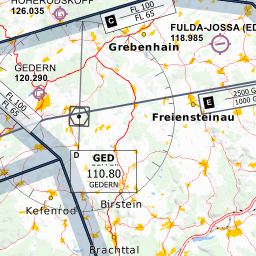 HOHERODSKOPF
126.035
C
FL 100
FL 65
FULDA-JOSSA (ED
118.985
Grebenhain
GEDERN
120.290
FL 100
FL 65
E
2500 G
1000 G
Freiensteinau
D
GED
110.80
GEDERN
Birstein
Kefenrod
Brachttal